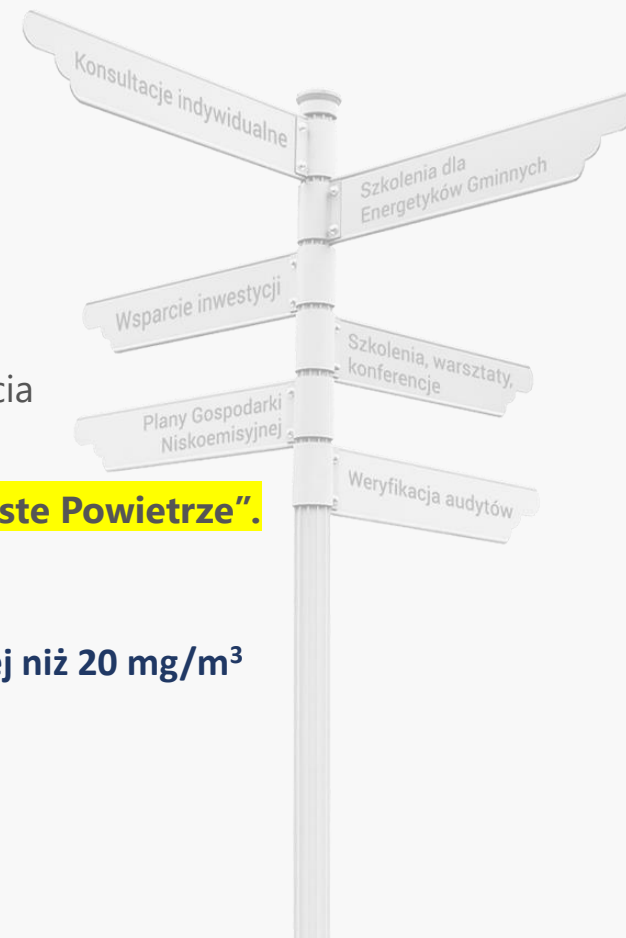 Konsultacje indywidualne
Szkolenia dla
Energetyków Gminnych
Wsparcie inwestycji
Szkolenia, warsztaty,
konferencje
cia
Plany Gospodarki
Niskoemisyjnej
Weryfikacja audytów
ste Powietrze”.
ej niż 20 mg/m³